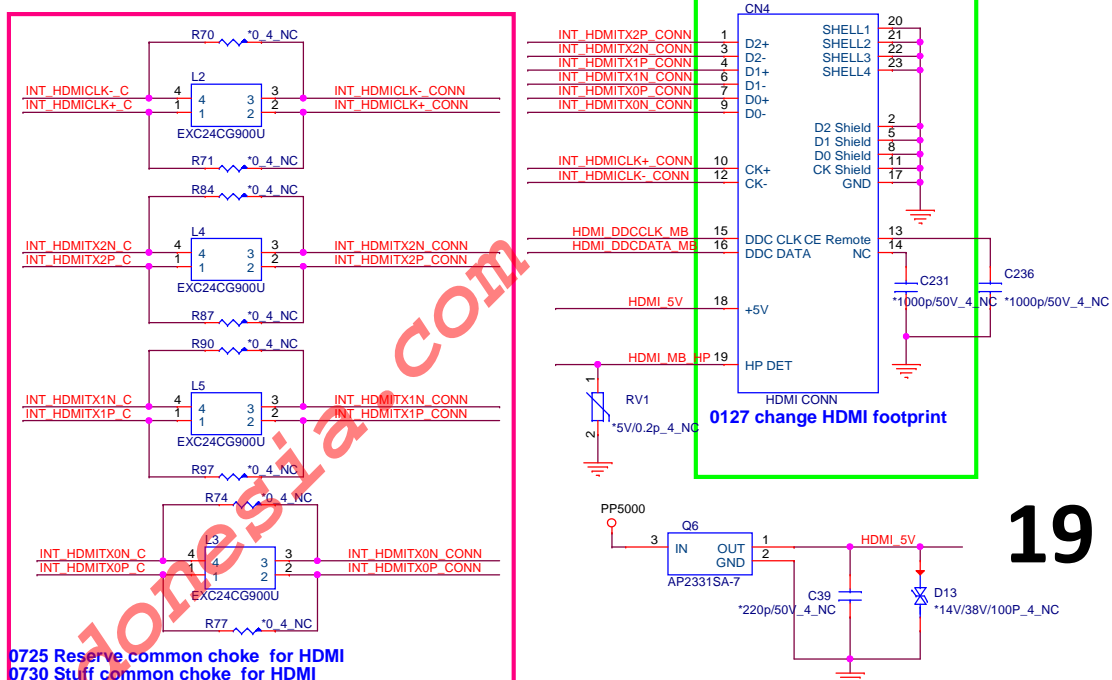 R70 *0_4_NC
L2
INT_HDMICLK-_C 4 4 3 3 INT_HDMICLK-_CONN
INT_HDMICLK+_C 1 1 2 2 INT_HDMICLK+_CONN
EXC24CG900U
R71 *0_4_NC
R84 *0_4_NC
L4
INT_HDMITX2N_C 4 4 3 3 INT_HDMITX2N_CONN
INT_HDMITX2P_C 1 1 2 2 INT_HDMITX2P_CONN
EXC24CG900U
R87 *0_4_NC
R90 *0_4_NC
L5
INT_HDMITX1N_C 4 4 3 3 INT_HDMITX1N_CONN
INT_HDMITX1P_C 1 1 2 2 INT_HDMITX1P_CONN
EXC24CG900U
R97 *0_4_NC
R74 *0_4_NC
L3
INT_HDMITX0N_C 4 4 3 3 INT_HDMITX0N_CONN
INT_HDMITX0P_C 1 1 2 2 INT_HDMITX0P_CONN
EXC24CG900U
R77 *0_4_NC
0725 Reserve common choke for HDMI
0730 Stuff common choke for HDMI
donesia.com
CN4
INT_HDMITX2P_CONN 1 D2+
INT_HDMITX2N_CONN 3 D2-
INT_HDMITX1P_CONN 4 D1+
INT_HDMITX1N_CONN 6 D1-
INT_HDMITX0P_CONN 7 D0+
INT_HDMITX0N_CONN 9 D0-
INT_HDMICLK+_CONN 10 CK+
INT_HDMICLK-_CONN 12 CK-
HDMI_DDCCLK_MB 15 DDC CLK
HDMI_DDCDATA_MB 16 DDC DATA
HDMI_5V 18 +5V
HDMI_MB_HP 19 HP DET
SHELL1 20
SHELL2 21
SHELL3 22
SHELL4 23
D2 Shield 2
D1 Shield 5
D0 Shield 8
CK Shield 11
GND 17
CE Remote 13
NC 14
C231
*1000p/50V_4_NC
C236
*1000p/50V_4_NC
HDMI CONN
0127 change HDMI footprint
1
RV1
*5V/0.2p_4_NC
2
PP5000
Q6
3 IN OUT 1 HDMI_5V
GND 2
AP2331SA-7
C39
*220p/50V_4_NC
D13
*14V/38V/100P_4_NC
19